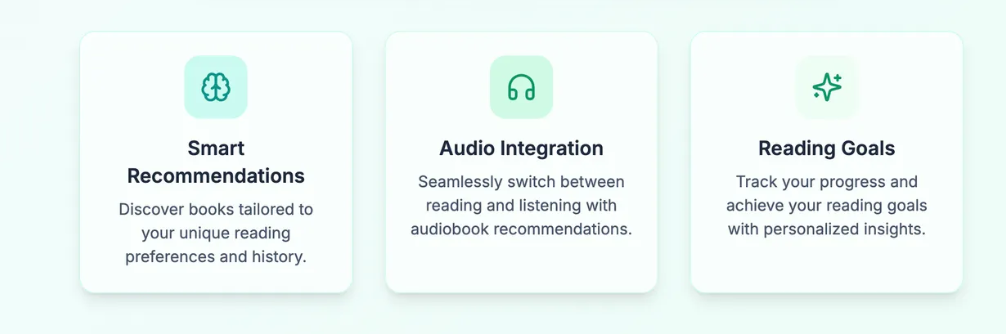 Smart
Recommendations
Discover books tailored to
your unique reading
preferences and history.
Audio Integration
Seamlessly switch between
reading and listening with
audiobook recommendations.
Reading Goals
Track your progress and
achieve your reading goals
with personalized insights.